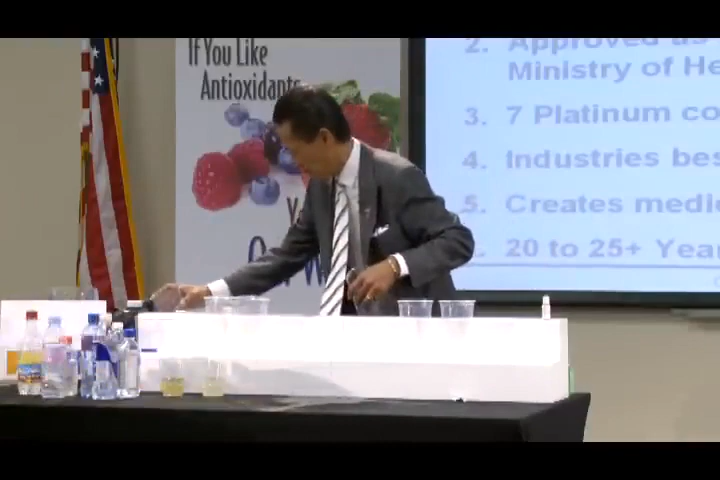 If You Like
Antioxidants
2. Approved as
Ministry of He
3. 7 Platinum co
4. Industries bes
5. Creates medic
20 to 25+ Year